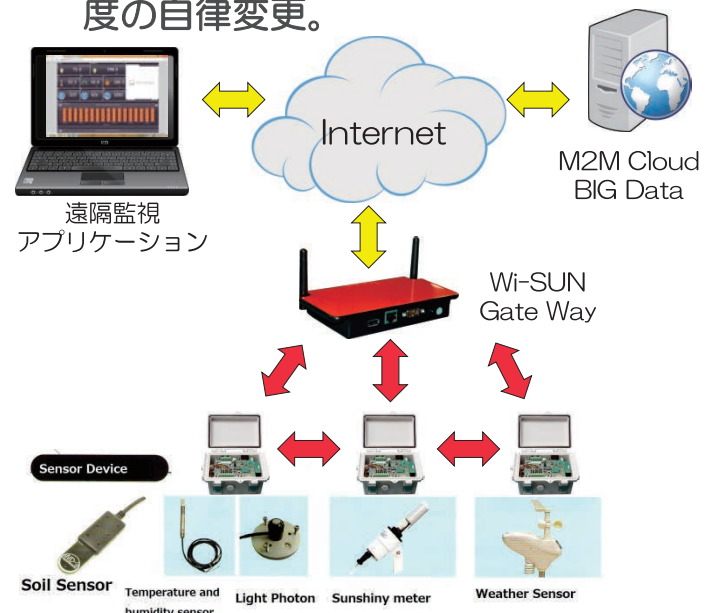 度の自律変更。
Internet
M2M Cloud
BIG Data
遠隔監視
アプリケーション
Wi-SUN
Gate Way
Sensor Device
Soil Sensor
Temperature and
humidity sensor
Light Photon
Sunshiny meter
Weather Sensor